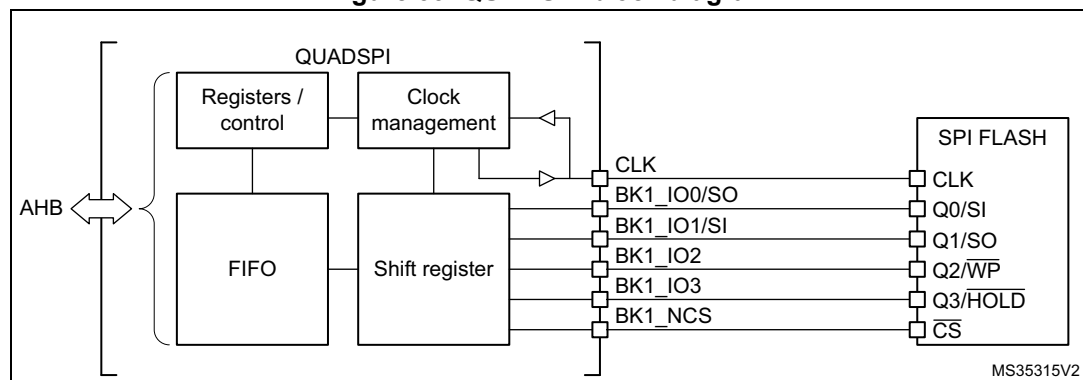 QUADSPI
Registers /
control
Clock
management
AHB
FIFO
Shift register
CLK
BK1_IO0/SO
BK1_IO1/SI
BK1_IO2
BK1_IO3
BK1_NCS
SPI FLASH
CLK
Q0/SI
Q1/SO
Q2/WP
Q3/HOLD
CS
MS35315V2